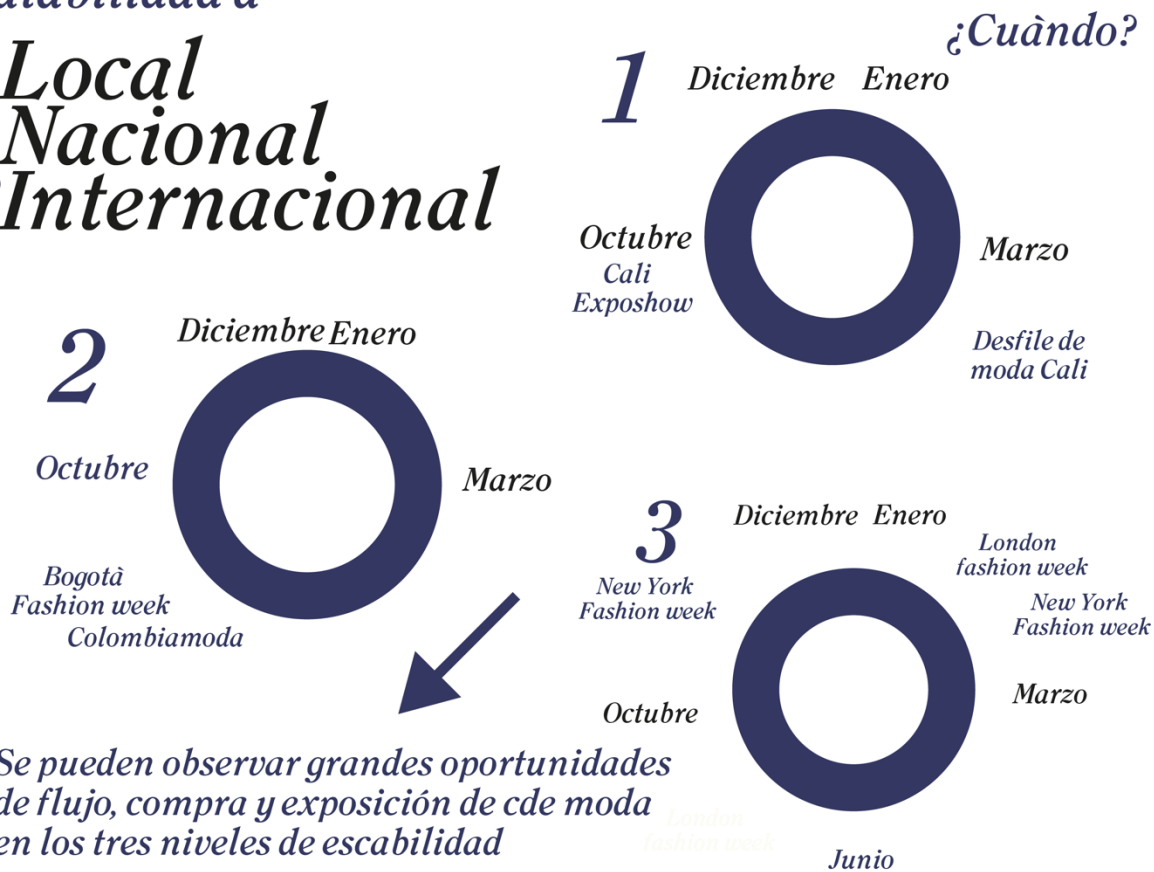 ¿Cuàndo?
Local
Nacional
Internacional
1
Diciembre Enero
Octubre
Cali
Exposhow
Marzo
Desfile de
moda Cali
2
Diciembre Enero
Octubre
Marzo
Bogotà
Fashion week
Colombiamoda
3
Diciembre Enero
London
fashion week
New York
Fashion week
New York
Fashion week
Marzo
Octubre
Junio
London
fashion week
Se pueden observar grandes oportunidades
de flujo, compra y exposición de cde moda
en los tres niveles de escabilidad